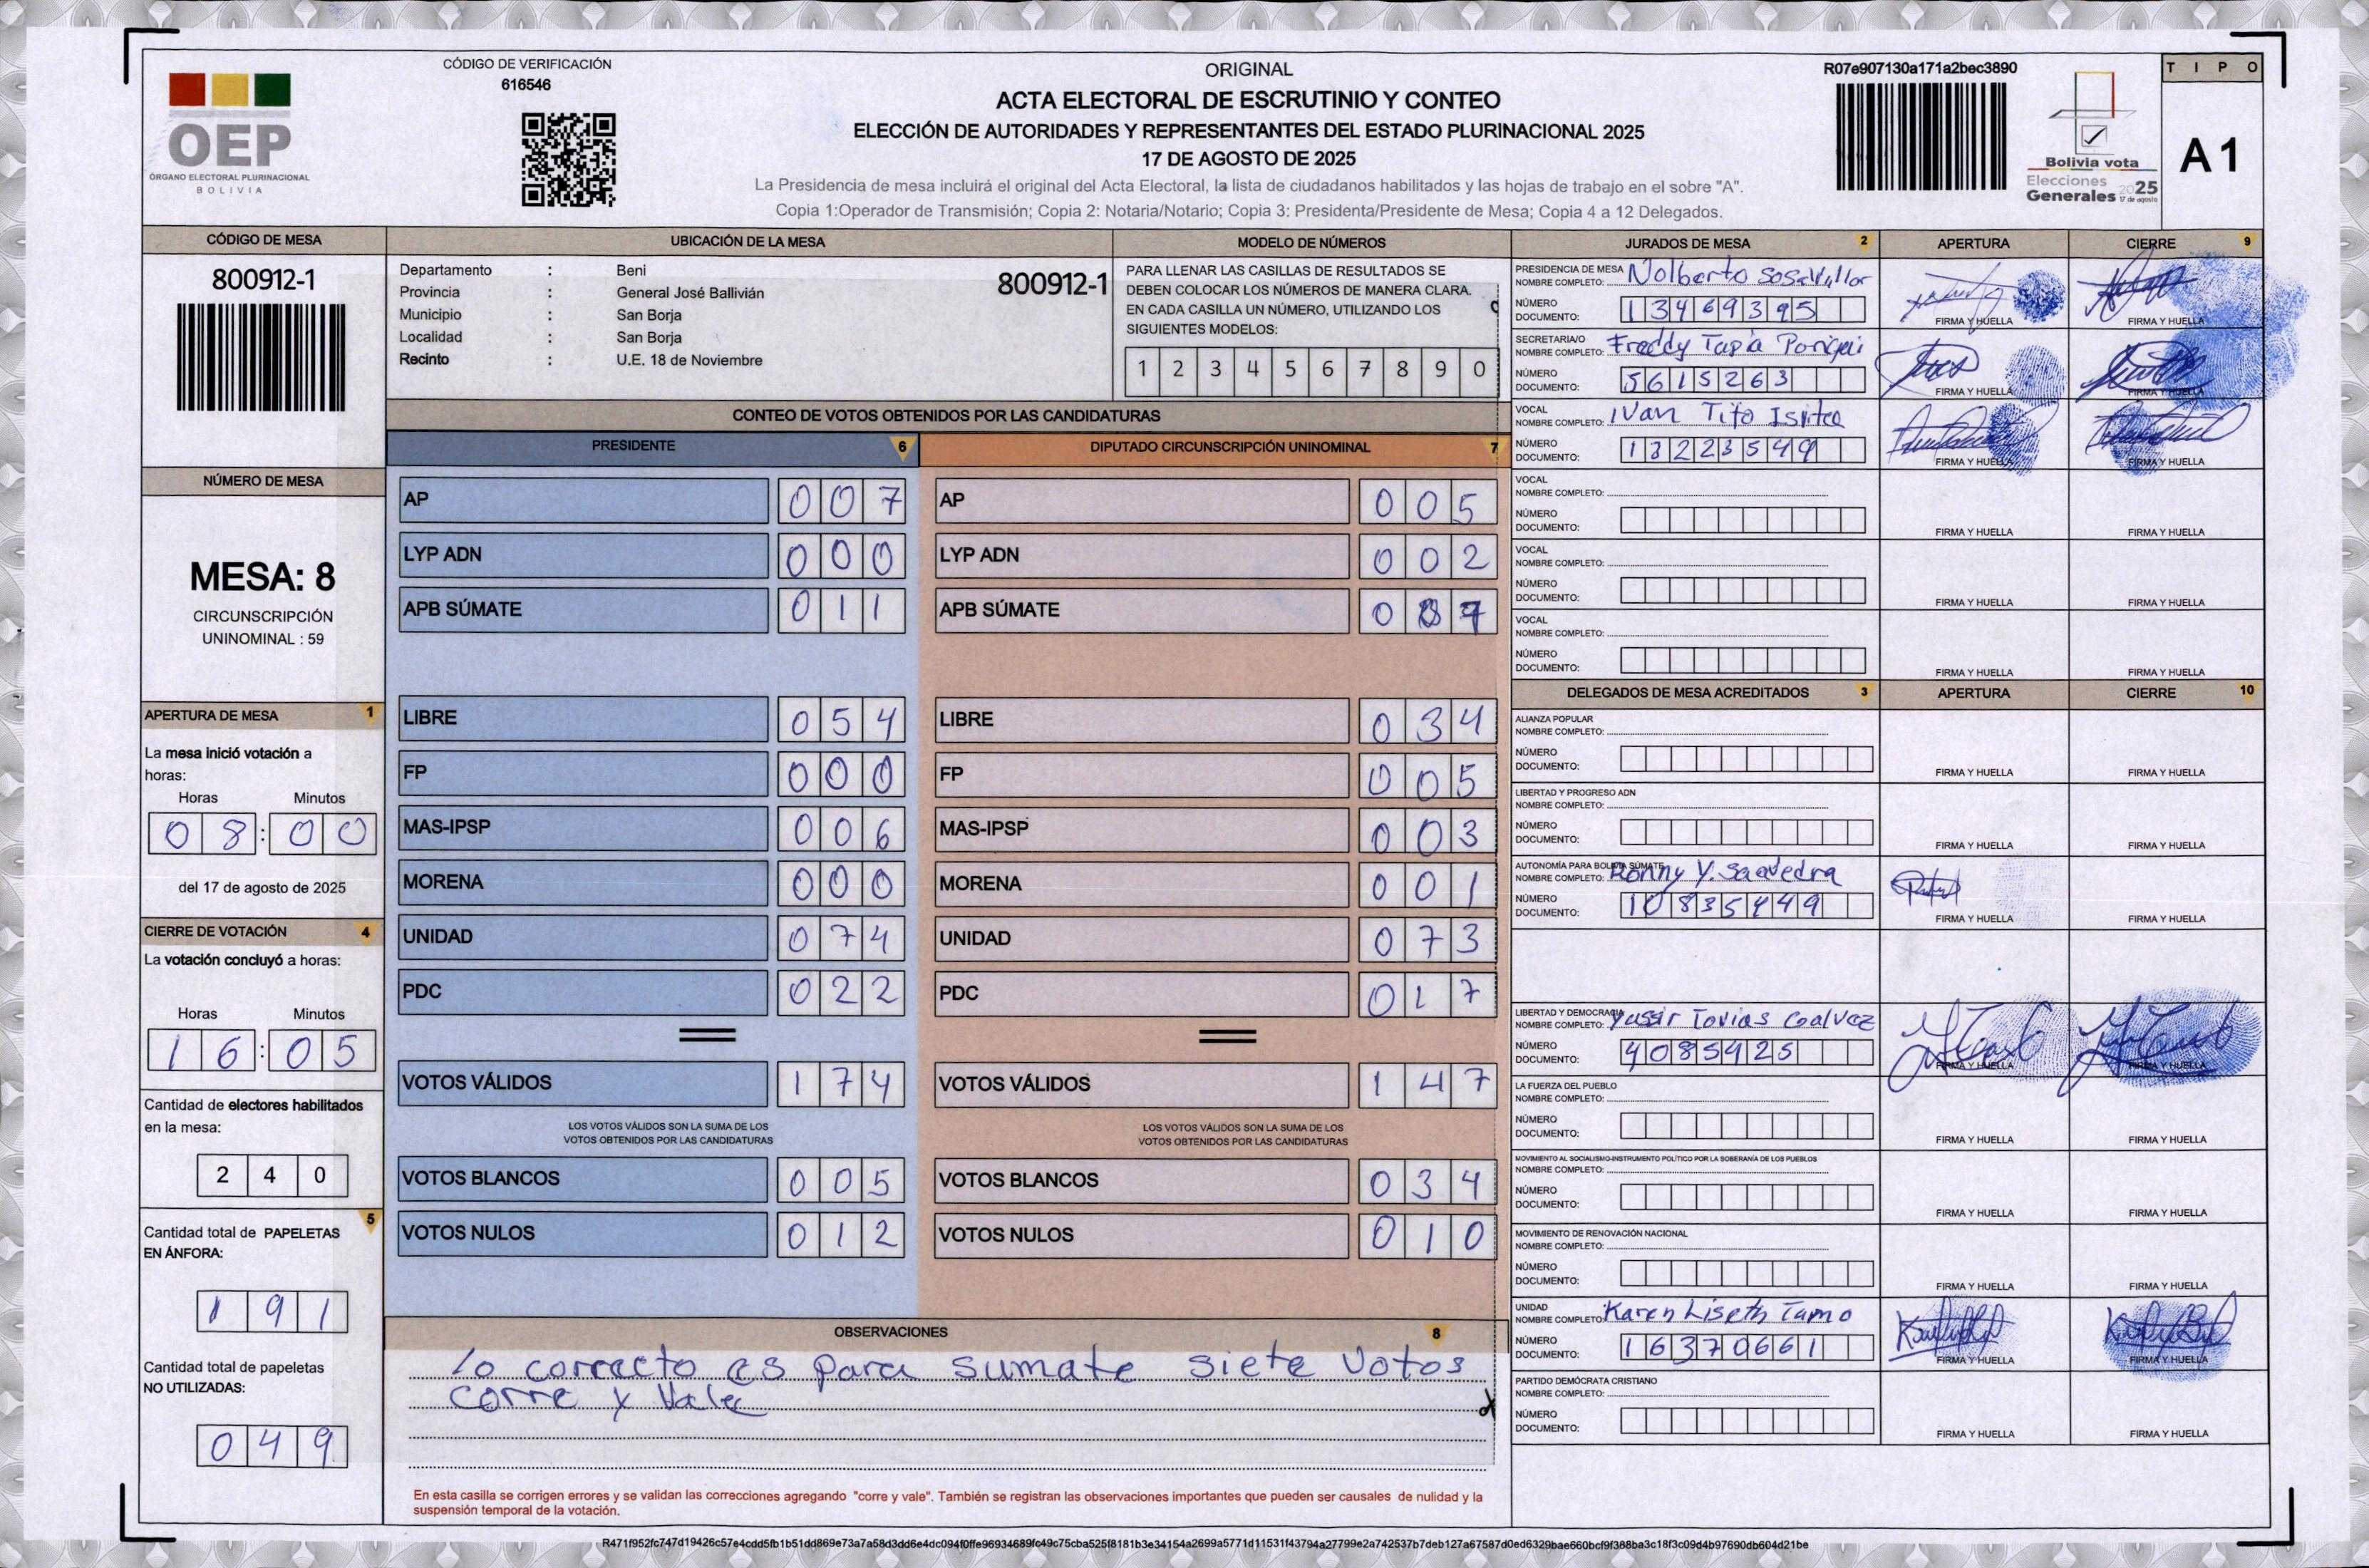 CÓDIGO DE VERIFICACIÓN
616546
OEP
ÓRGANO ELECTORAL PLURINACIONAL
BOLIVIA
ORIGINAL
ACTA ELECTORAL DE ESCRUTINIO Y CONTEO
ELECCIÓN DE AUTORIDADES Y REPRESENTANTES DEL ESTADO PLURINACIONAL 2025
17 DE AGOSTO DE 2025
La Presidencia de mesa incluirá el original del Acta Electoral, la lista de ciudadanos habilitados y las hojas de trabajo en el sobre "A".
Copia 1:Operador de Transmisión; Copia 2: Notaria/Notario; Copia 3: Presidenta/Presidente de Mesa; Copia 4 a 12 Delegados.
R07e907130a171a2bec3890
Bolivia vota
Elecciones
Generales 2025
17 de agosto
TIPO
A 1
CÓDIGO DE MESA
800912-1
NÚMERO DE MESA
MESA: 8
CIRCUNSCRIPCIÓN
UNINOMINAL : 59
APERTURA DE MESA 1
La mesa inició votación a
horas:
Horas Minutos
08:00
del 17 de agosto de 2025
CIERRE DE VOTACIÓN 4
La votación concluyó a horas:
Horas Minutos
16:05
Cantidad de electores habilitados
en la mesa:
240
5
Cantidad total de PAPELETAS
EN ÁNFORA:
191
Cantidad total de papeletas
NO UTILIZADAS:
049
UBICACIÓN DE LA MESA
Departamento : Beni
800912-1
Provincia : General José Ballivián
Municipio : San Borja
Localidad : San Borja
Recinto : U.E. 18 de Noviembre
MODELO DE NÚMEROS
PARA LLENAR LAS CASILLAS DE RESULTADOS SE
DEBEN COLOCAR LOS NÚMEROS DE MANERA CLARA.
EN CADA CASILLA UN NÚMERO, UTILIZANDO LOS
SIGUIENTES MODELOS:
1 2 3 4 5 6 7 8 9 0
CONTEO DE VOTOS OBTENIDOS POR LAS CANDIDATURAS
PRESIDENTE 6
AP 007
LYP ADN 000
APB SÚMATE 011
LIBRE 054
FP 000
MAS-IPSP 006
MORENA 000
UNIDAD 074
PDC 022
VOTOS VÁLIDOS 174
LOS VOTOS VÁLIDOS SON LA SUMA DE LOS
VOTOS OBTENIDOS POR LAS CANDIDATURAS
VOTOS BLANCOS 005
VOTOS NULOS 012
DIPUTADO CIRCUNSCRIPCIÓN UNINOMINAL 7
AP 005
LYP ADN 002
APB SÚMATE 007
LIBRE 034
FP 005
MAS-IPSP 003
MORENA 001
UNIDAD 073
PDC 017
VOTOS VÁLIDOS 147
LOS VOTOS VÁLIDOS SON LA SUMA DE LOS
VOTOS OBTENIDOS POR LAS CANDIDATURAS
VOTOS BLANCOS 034
VOTOS NULOS 010
OBSERVACIONES 8
Lo correcto es para sumate siete votos
corre y vale
En esta casilla se corrigen errores y se validan las correcciones agregando "corre y vale". También se registran las observaciones importantes que pueden ser causales de nulidad y la
suspensión temporal de la votación.
JURADOS DE MESA 2 APERTURA CIERRE 9
PRESIDENCIA DE MESA
NOMBRE COMPLETO: Nolberto Sosa
NÚMERO
DOCUMENTO: 13469395
FIRMA Y HUELLA FIRMA Y HUELLA
SECRETARIA/O
NOMBRE COMPLETO: Freddy Tapia
NÚMERO
DOCUMENTO: 5615263
FIRMA Y HUELLA FIRMA Y HUELLA
VOCAL
NOMBRE COMPLETO: Ivan Tito
NÚMERO
DOCUMENTO: 13223549
FIRMA Y HUELLA FIRMA Y HUELLA
VOCAL
NOMBRE COMPLETO:
NÚMERO
DOCUMENTO:
FIRMA Y HUELLA FIRMA Y HUELLA
VOCAL
NOMBRE COMPLETO:
NÚMERO
DOCUMENTO:
FIRMA Y HUELLA FIRMA Y HUELLA
VOCAL
NOMBRE COMPLETO:
NÚMERO
DOCUMENTO:
FIRMA Y HUELLA FIRMA Y HUELLA
DELEGADOS DE MESA ACREDITADOS 3 APERTURA CIERRE 10
ALIANZA POPULAR
NOMBRE COMPLETO:
NÚMERO
DOCUMENTO:
FIRMA Y HUELLA FIRMA Y HUELLA
LIBERTAD Y PROGRESO ADN
NOMBRE COMPLETO:
NÚMERO
DOCUMENTO:
FIRMA Y HUELLA FIRMA Y HUELLA
AUTONOMÍA PARA BOLIVIA SÚMATE
NOMBRE COMPLETO: Ronny Y. Saavedra
NÚMERO
DOCUMENTO: 10835449
FIRMA Y HUELLA FIRMA Y HUELLA
LIBERTAD Y DEMOCRACIA
NOMBRE COMPLETO: Yassir Tovias Galvez
NÚMERO
DOCUMENTO: 4085925
FIRMA Y HUELLA FIRMA Y HUELLA
LA FUERZA DEL PUEBLO
NOMBRE COMPLETO:
NÚMERO
DOCUMENTO:
FIRMA Y HUELLA FIRMA Y HUELLA
MOVIMIENTO AL SOCIALISMO-INSTRUMENTO POLÍTICO POR LA SOBERANÍA DE LOS PUEBLOS
NOMBRE COMPLETO:
NÚMERO
DOCUMENTO:
FIRMA Y HUELLA FIRMA Y HUELLA
MOVIMIENTO DE RENOVACIÓN NACIONAL
NOMBRE COMPLETO:
NÚMERO
DOCUMENTO:
FIRMA Y HUELLA FIRMA Y HUELLA
UNIDAD
NOMBRE COMPLETO: Karen Liseth Tamo
NÚMERO
DOCUMENTO: 16370661
FIRMA Y HUELLA FIRMA Y HUELLA
PARTIDO DEMÓCRATA CRISTIANO
NOMBRE COMPLETO:
NÚMERO
DOCUMENTO:
FIRMA Y HUELLA FIRMA Y HUELLA